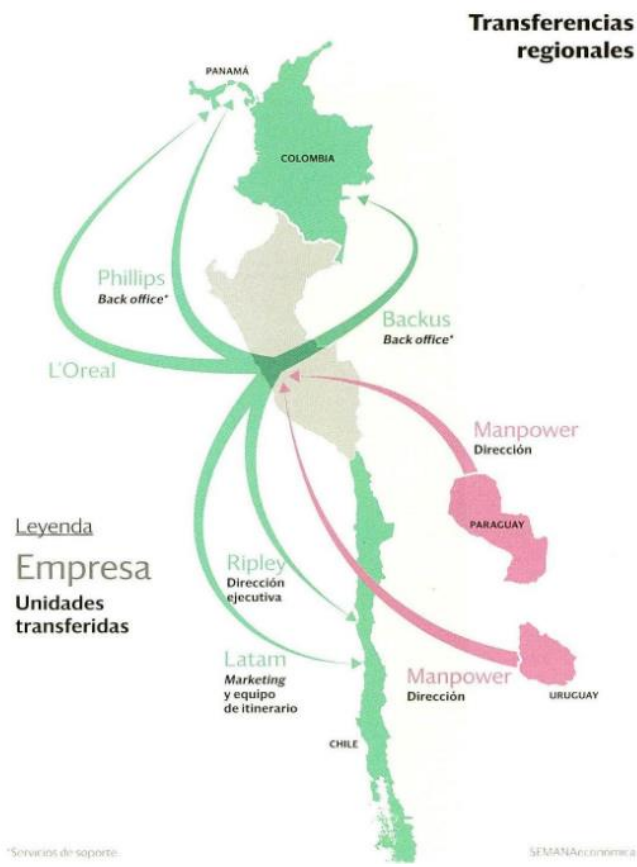 Transferencias
regionales
PANAMÁ
COLOMBIA
Phillips
Back office*
Backus
Back office*
L'Oreal
Manpower
Dirección
PARAGUAY
Leyenda
Empresa
Unidades
transferidas
Ripley
Dirección
ejecutiva
Latam
Marketing
y equipo
de itinerario
Manpower
Dirección
URUGUAY
CHILE
*Servicios de soporte.
SEMANAeconómica